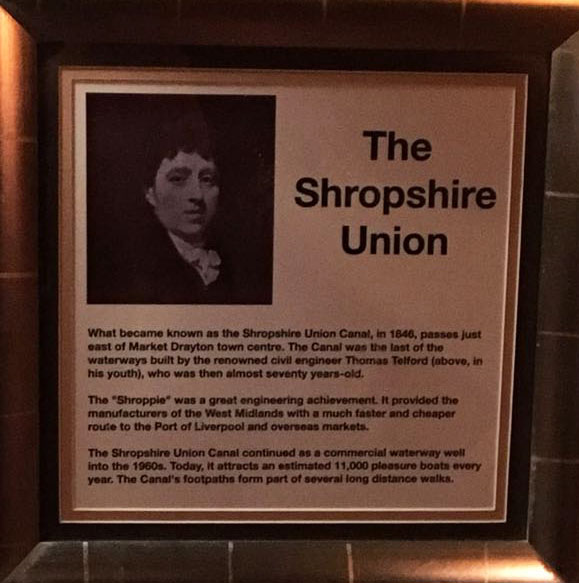 The
Shropshire
Union
What became known as the Shropshire Union Canal, in 1846, passes just
east of Market Drayton town centre. The Canal was the last of the
waterways built by the renowned civil engineer Thomas Telford (above, in
his youth), who was then almost seventy years-old.
The "Shroppie" was a great engineering achievement. It provided the
manufacturers of the West Midlands with a much faster and cheaper
route to the Port of Liverpool and overseas markets.
The Shropshire Union Canal continued as a commercial waterway well
into the 1960s. Today, it attracts an estimated 11,000 pleasure boats every
year. The Canal's footpaths form part of several long distance walks.